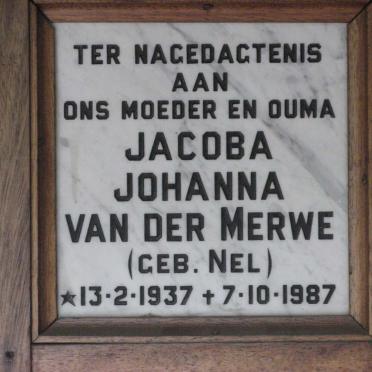 TER NAGEDAGTENIS
AAN
ONS MOEDER EN OUMA
JACOBA
JOHANNA
VAN DER MERWE
(GEB. NEL)
★13-2-1937 ✝ 7-10-1987